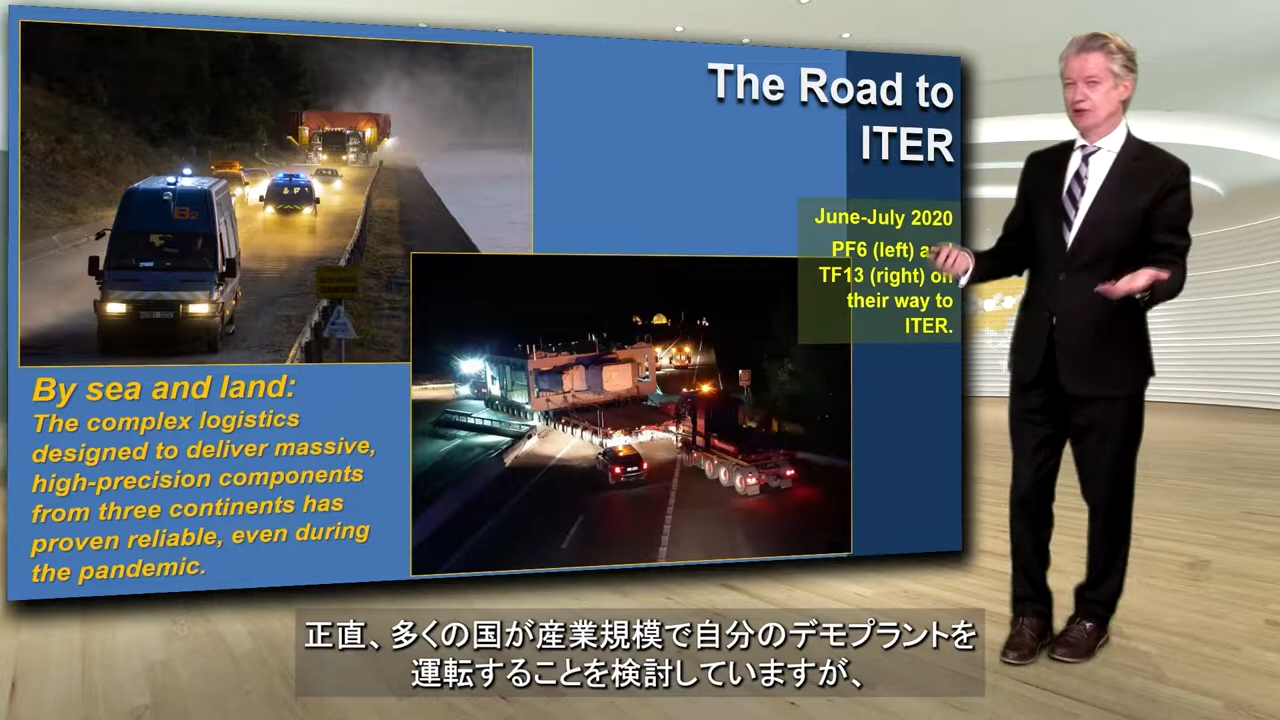 The Road to
ITER
June-July 2020
PF6 (left) and
TF13 (right) on
their way to
ITER.
By sea and land:
The complex logistics
designed to deliver massive,
high-precision components
from three continents has
proven reliable, even during
the pandemic.
正直、多くの国が産業規模で自分のデモプラントを
運転することを検討していますが、